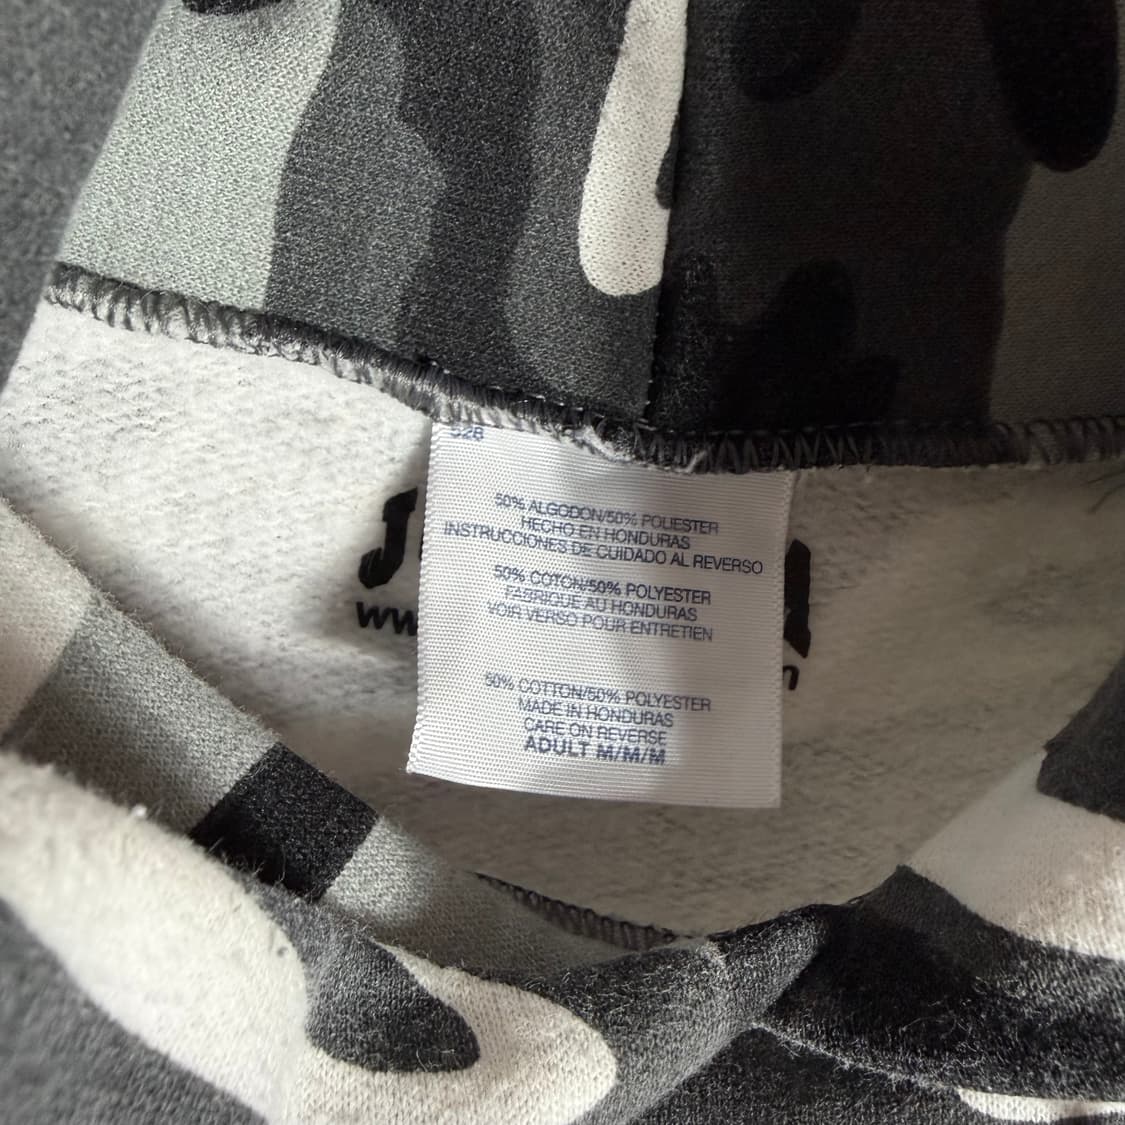 50% ALGODON/50% POLIESTER
HECHO EN HONDURAS
INSTRUCCIONES DE CUIDADO AL REVERSO
50% COTON/50% POLYESTER
FABRIQUE AU HONDURAS
VOIR VERSO POUR ENTRETIEN
50% COTTON/50% POLYESTER
MADE IN HONDURAS
CARE ON REVERSE
ADULT M/M/M